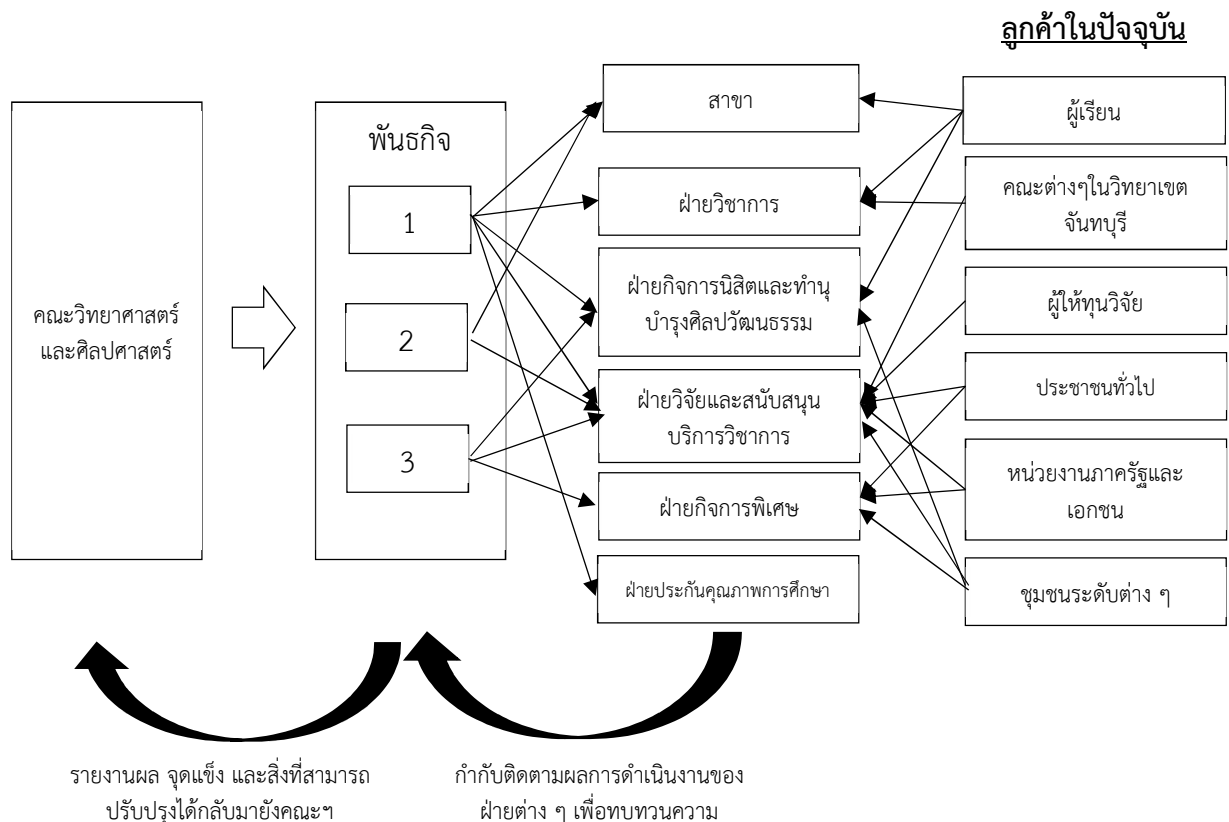 ลูกค้าในปัจจุบัน
คณะวิทยาศาสตร์
และศิลปศาสตร์
พันธกิจ
1
2
3
สาขา
ฝ่ายวิชาการ
ฝ่ายกิจการนิสิตและทำนุ
บำรุงศิลปวัฒนธรรม
ฝ่ายวิจัยและสนับสนุน
บริการวิชาการ
ฝ่ายกิจการพิเศษ
ฝ่ายประกันคุณภาพการศึกษา
ผู้เรียน
คณะต่างๆในวิทยาเขต
จันทบุรี
ผู้ให้ทุนวิจัย
ประชาชนทั่วไป
หน่วยงานภาครัฐและ
เอกชน
ชุมชนระดับต่าง ๆ
รายงานผล จุดแข็ง และสิ่งที่สามารถ
ปรับปรุงได้กลับมายังคณะฯ
กำกับติดตามผลการดำเนินงานของ
ฝ่ายต่าง ๆ เพื่อทบทวนความ